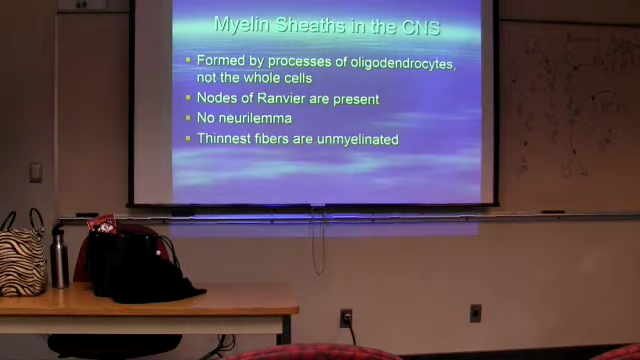 Myelin Sheaths in the CNS
Formed by processes of oligodendrocytes,
not the whole cells
Nodes of Ranvier are present
No neurilemma
Thinnest fibers are unmyelinated